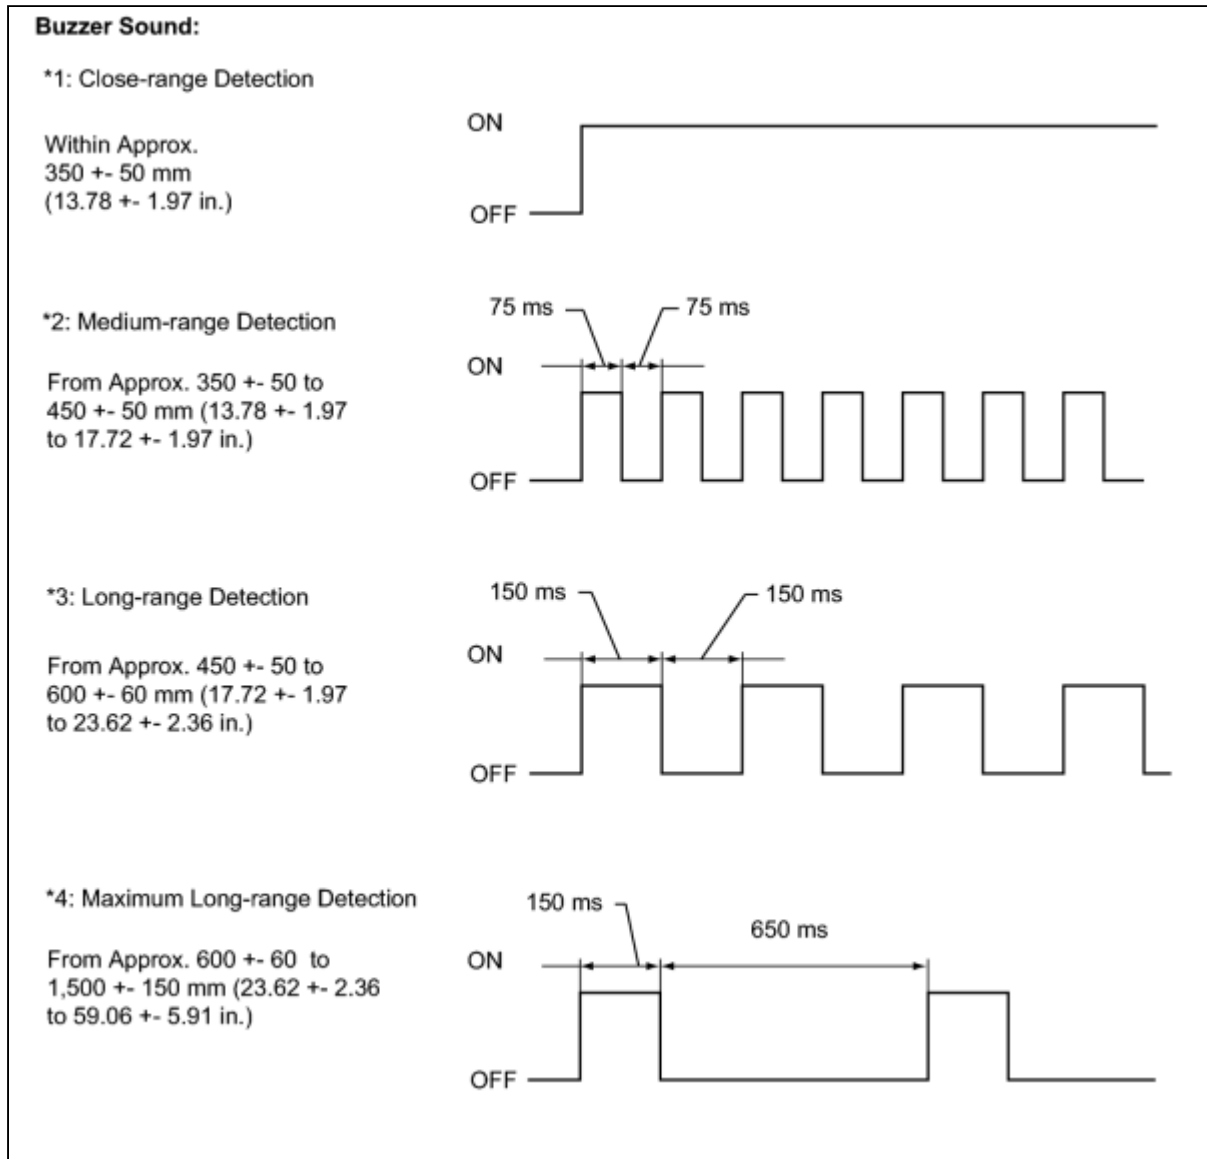 Buzzer Sound:
*1: Close-range Detection
Within Approx.
350 +- 50 mm
(13.78 +- 1.97 in.)
ON
OFF
*2: Medium-range Detection
From Approx. 350 +- 50 to
450 +- 50 mm (13.78 +- 1.97
to 17.72 +- 1.97 in.)
75 ms
75 ms
ON
OFF
*3: Long-range Detection
From Approx. 450 +- 50 to
600 +- 60 mm (17.72 +- 1.97
to 23.62 +- 2.36 in.)
150 ms
150 ms
ON
OFF
*4: Maximum Long-range Detection
From Approx. 600 +- 60 to
1,500 +- 150 mm (23.62 +- 2.36
to 59.06 +- 5.91 in.)
150 ms
650 ms
ON
OFF